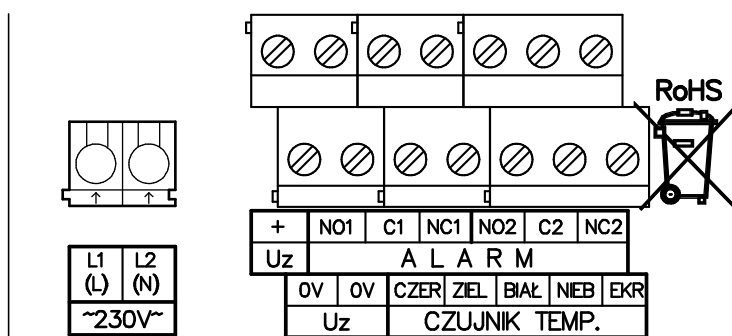 RoHS
+ NO1 C1 NC1 NO2 C2 NC2
Uz A L A R M
L1 L2
(L) (N)
~230V~
0V 0V CZER ZIEL BIAŁ NIEB EKR
Uz CZUJNIK TEMP.